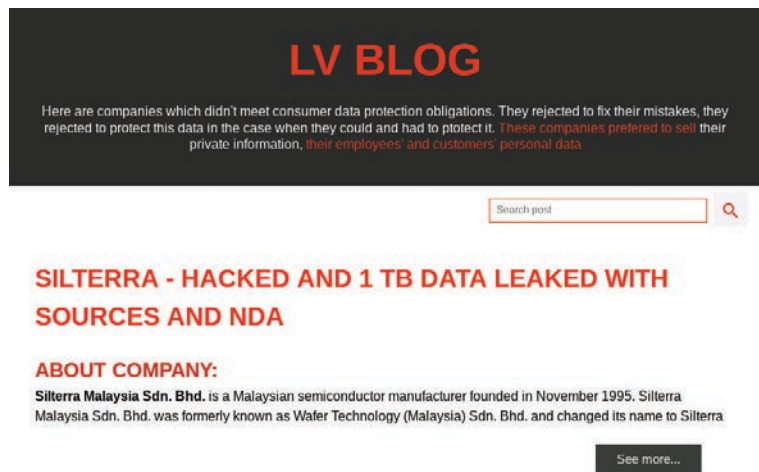 LV BLOG
Here are companies which didn't meet consumer data protection obligations. They rejected to fix their mistakes, they
rejected to protect this data in the case when they could and had to ptotect it. These companies prefered to sell their
private information, their employees' and customers' personal data
Search post
SILTERRA - HACKED AND 1 TB DATA LEAKED WITH
SOURCES AND NDA
ABOUT COMPANY:
Silterra Malaysia Sdn. Bhd. is a Malaysian semiconductor manufacturer founded in November 1995. Silterra
Malaysia Sdn. Bhd. was formerly known as Wafer Technology (Malaysia) Sdn. Bhd. and changed its name to Silterra
See more...